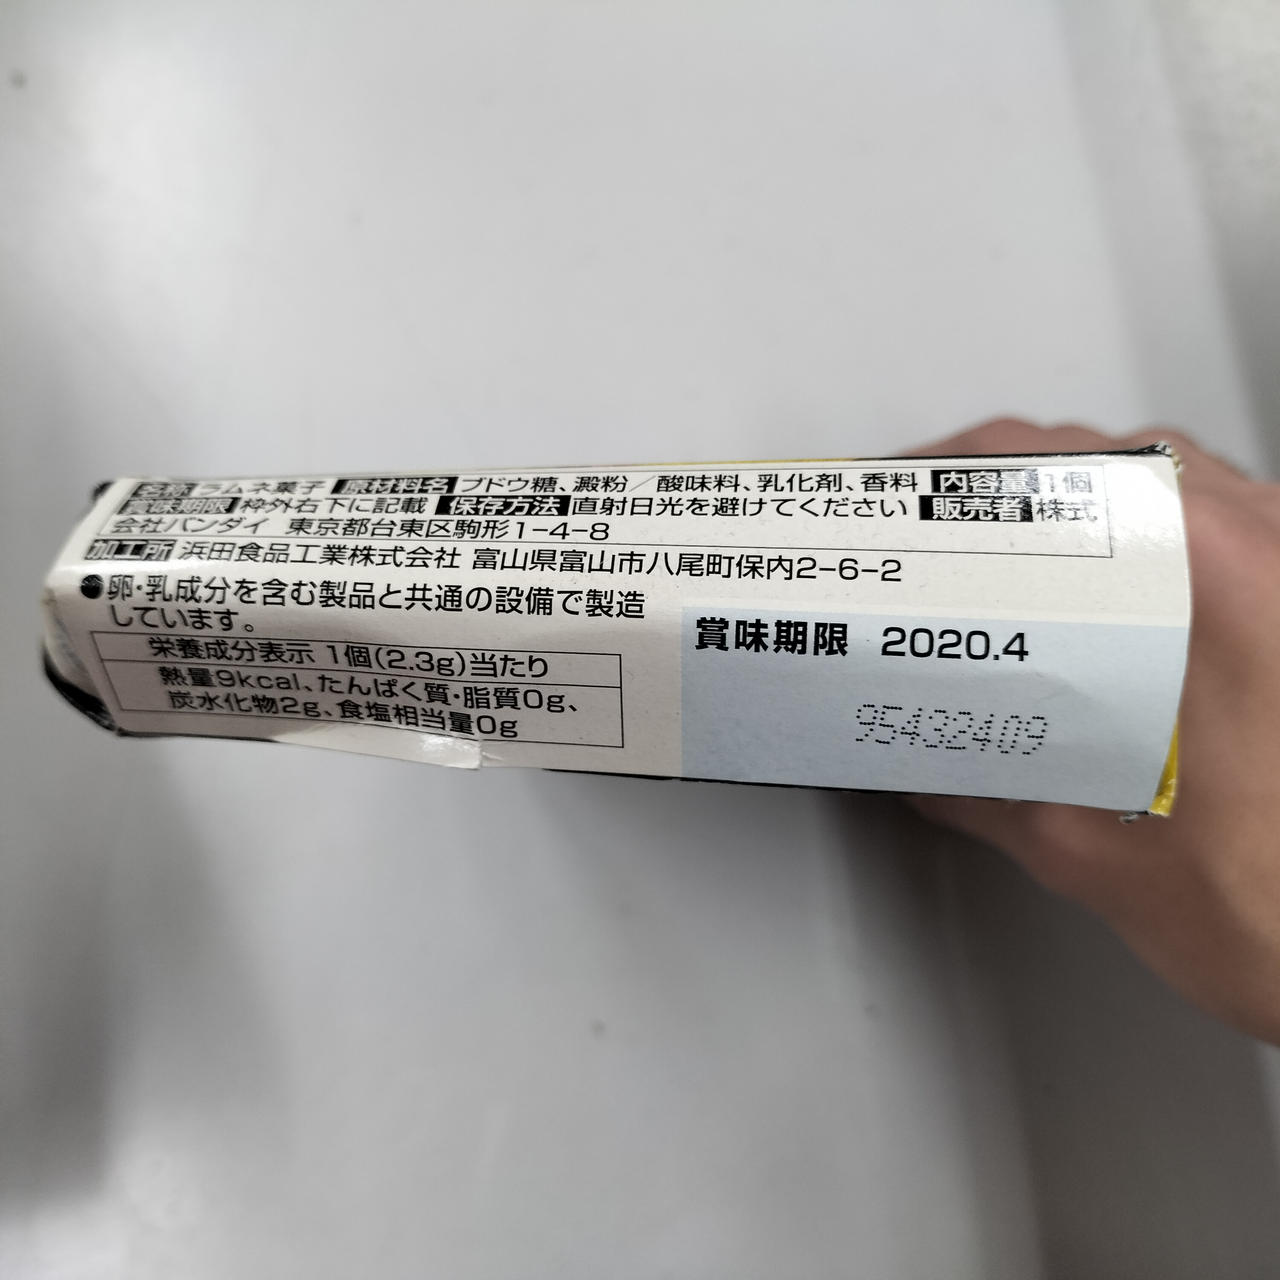 名称 ラムネ菓子 原材料名 ブドウ糖、澱粉／酸味料、乳化剤、香料 内容量 1個
賞味期限 枠外右下に記載 保存方法 直射日光を避けてください 販売者 株式
会社バンダイ 東京都台東区駒形1-4-8
加工所 浜田食品工業株式会社 富山県富山市八尾町保内2-6-2
●卵・乳成分を含む製品と共通の設備で製造
しています。
栄養成分表示 1個(2.3g)当たり
熱量9kcal、たんぱく質・脂質0g、
炭水化物2g、食塩相当量0g
賞味期限 2020.4
95432409